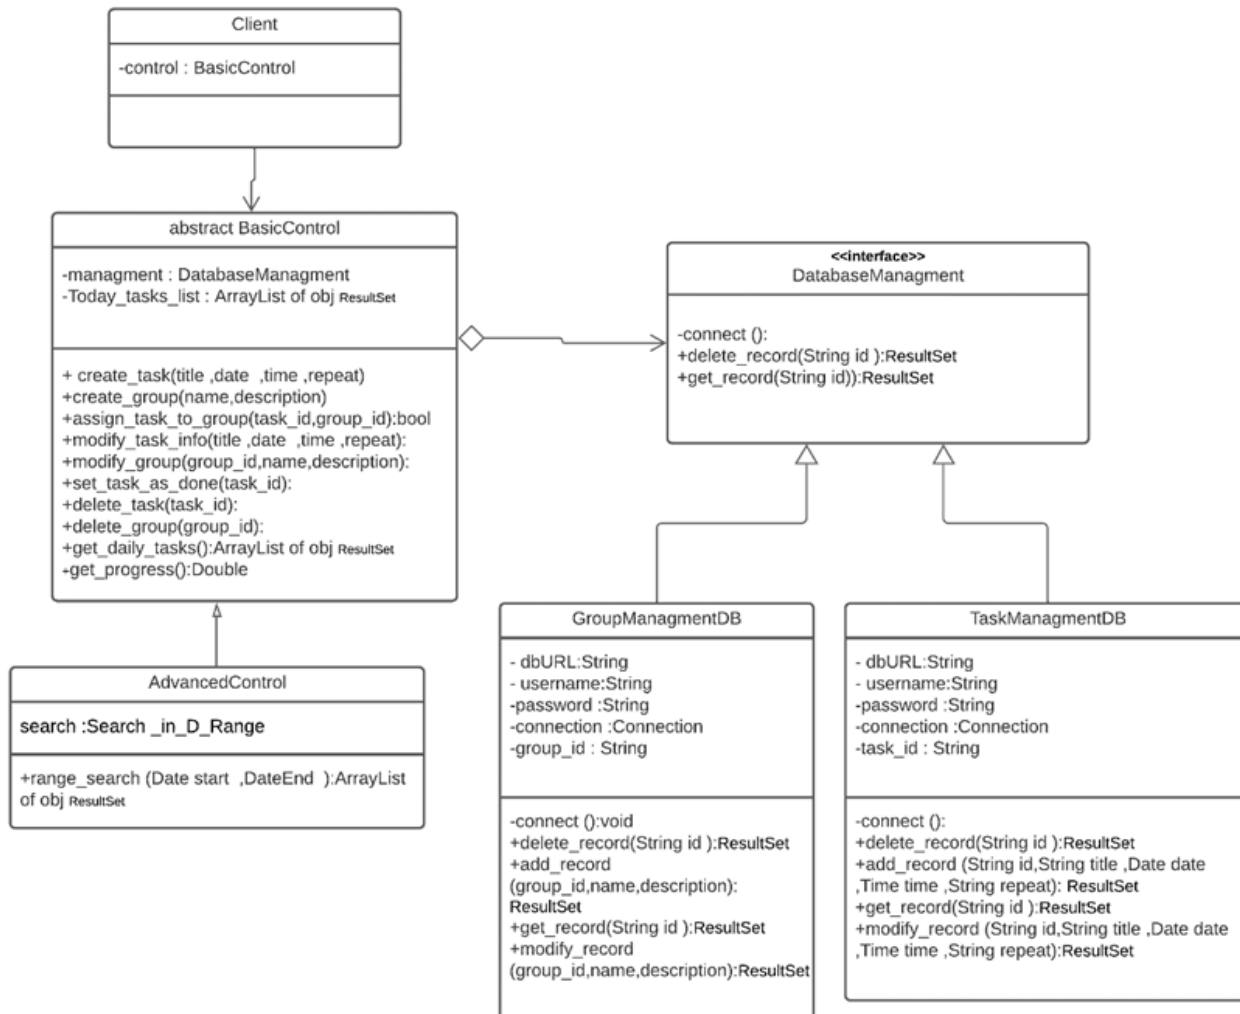 Client
-control : BasicControl
abstract BasicControl
-managment : DatabaseManagment
-Today_tasks_list : ArrayList of obj ResultSet
+ create_task(title ,date ,time ,repeat)
+create_group(name,description)
+assign_task_to_group(task_id,group_id):bool
+modify_task_info(title ,date ,time ,repeat):
+modify_group(group_id,name,description):
+set_task_as_done(task_id):
+delete_task(task_id):
+delete_group(group_id):
+get_daily_tasks():ArrayList of obj ResultSet
+get_progress():Double
<<interface>>
DatabaseManagment
-connect ():
+delete_record(String id ):ResultSet
+get_record(String id)):ResultSet
AdvancedControl
search :Search _in_D_Range
+range_search (Date start ,DateEnd ):ArrayList
of obj ResultSet
GroupManagmentDB
- dbURL:String
- username:String
-password :String
-connection :Connection
-group_id : String
-connect ():void
+delete_record(String id ):ResultSet
+add_record
(group_id,name,description):
ResultSet
+get_record(String id ):ResultSet
+modify_record
(group_id,name,description):ResultSet
TaskManagmentDB
- dbURL:String
- username:String
-password :String
-connection :Connection
-task_id : String
-connect ():
+delete_record(String id ):ResultSet
+add_record (String id,String title ,Date date
,Time time ,String repeat): ResultSet
+get_record(String id ):ResultSet
+modify_record (String id,String title ,Date date
,Time time ,String repeat):ResultSet